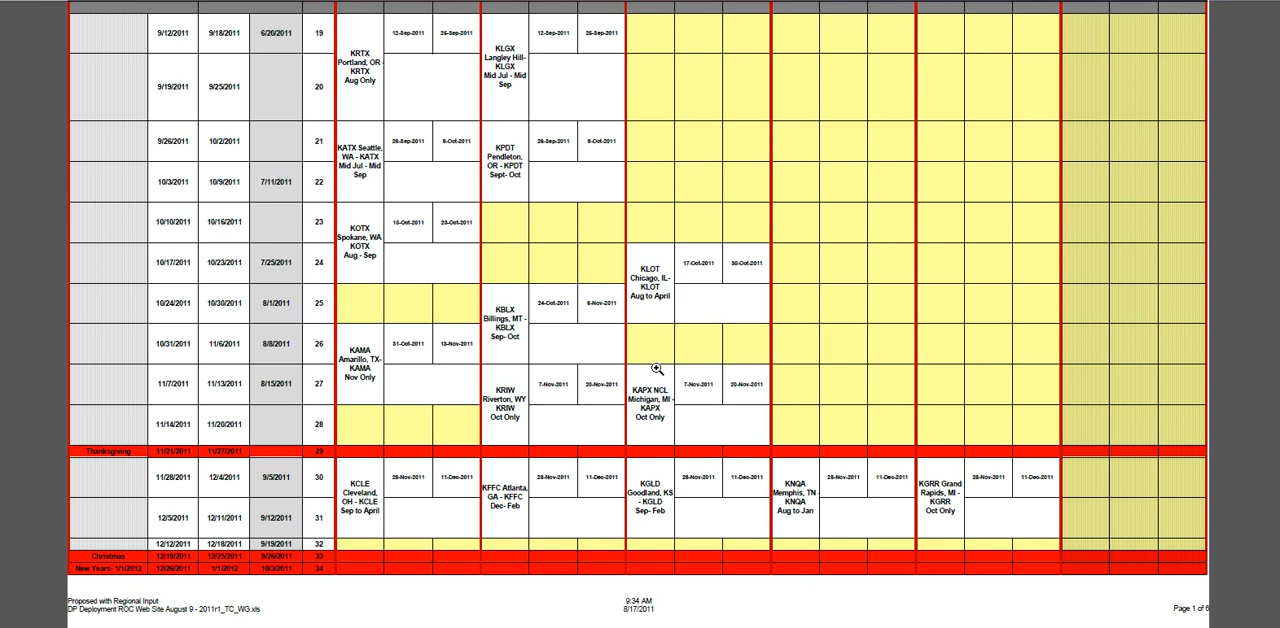 9/12/2011 9/18/2011 6/20/2011 19 12-Sep-2011 25-Sep-2011 12-Sep-2011 25-Sep-2011
KRTX
Portland, OR -
KRTX
Aug Only
KLGX
Langley Hill-
KLGX
Mid Jul - Mid
Sep
9/19/2011 9/25/2011 20
9/26/2011 10/2/2011 21 26-Sep-2011 9-Oct-2011 26-Sep-2011 9-Oct-2011
KATX Seattle,
WA - KATX
Mid Jul - Mid
Sep
KPDT
Pendleton,
OR - KPDT
Sept- Oct
10/3/2011 10/9/2011 7/11/2011 22
10/10/2011 10/16/2011 23 10-Oct-2011 23-Oct-2011
KOTX
Spokane, WA
KOTX
Aug - Sep
10/17/2011 10/23/2011 7/25/2011 24 17-Oct-2011 30-Oct-2011
KLOT
Chicago, IL-
KLOT
Aug to April
10/24/2011 10/30/2011 8/1/2011 25 24-Oct-2011 6-Nov-2011
KBLX
Billings, MT -
KBLX
Sep- Oct
10/31/2011 11/6/2011 8/8/2011 26 31-Oct-2011 13-Nov-2011
KAMA
Amarillo, TX-
KAMA
Nov Only
11/7/2011 11/13/2011 8/15/2011 27 7-Nov-2011 20-Nov-2011 7-Nov-2011 20-Nov-2011
KRIW
Riverton, WY
KRIW
Oct Only
KAPX NCL
Michigan, MI -
KAPX
Oct Only
11/14/2011 11/20/2011 28
Thanksgiving 11/21/2011 11/27/2011 29
11/28/2011 12/4/2011 9/5/2011 30 28-Nov-2011 11-Dec-2011 28-Nov-2011 11-Dec-2011 28-Nov-2011 11-Dec-2011 28-Nov-2011 11-Dec-2011 28-Nov-2011 11-Dec-2011
KCLE
Cleveland,
OH - KCLE
Sep to April
KFFC Atlanta,
GA - KFFC
Dec- Feb
KGLD
Goodland, KS
- KGLD
Sep- Feb
KNQA
Memphis, TN -
KNQA
Aug to Jan
KGRR Grand
Rapids, MI -
KGRR
Oct Only
12/5/2011 12/11/2011 9/12/2011 31
12/12/2011 12/18/2011 9/19/2011 32
Christmas 12/19/2011 12/25/2011 9/26/2011 33
New Years- 1/1/2012 12/26/2011 1/1/2012 10/3/2011 34
Proposed with Regional Input 9:34 AM
DP Deployment ROC Web Site August 9 - 2011r1_TC_WG.xls 8/17/2011 Page 1 of 6